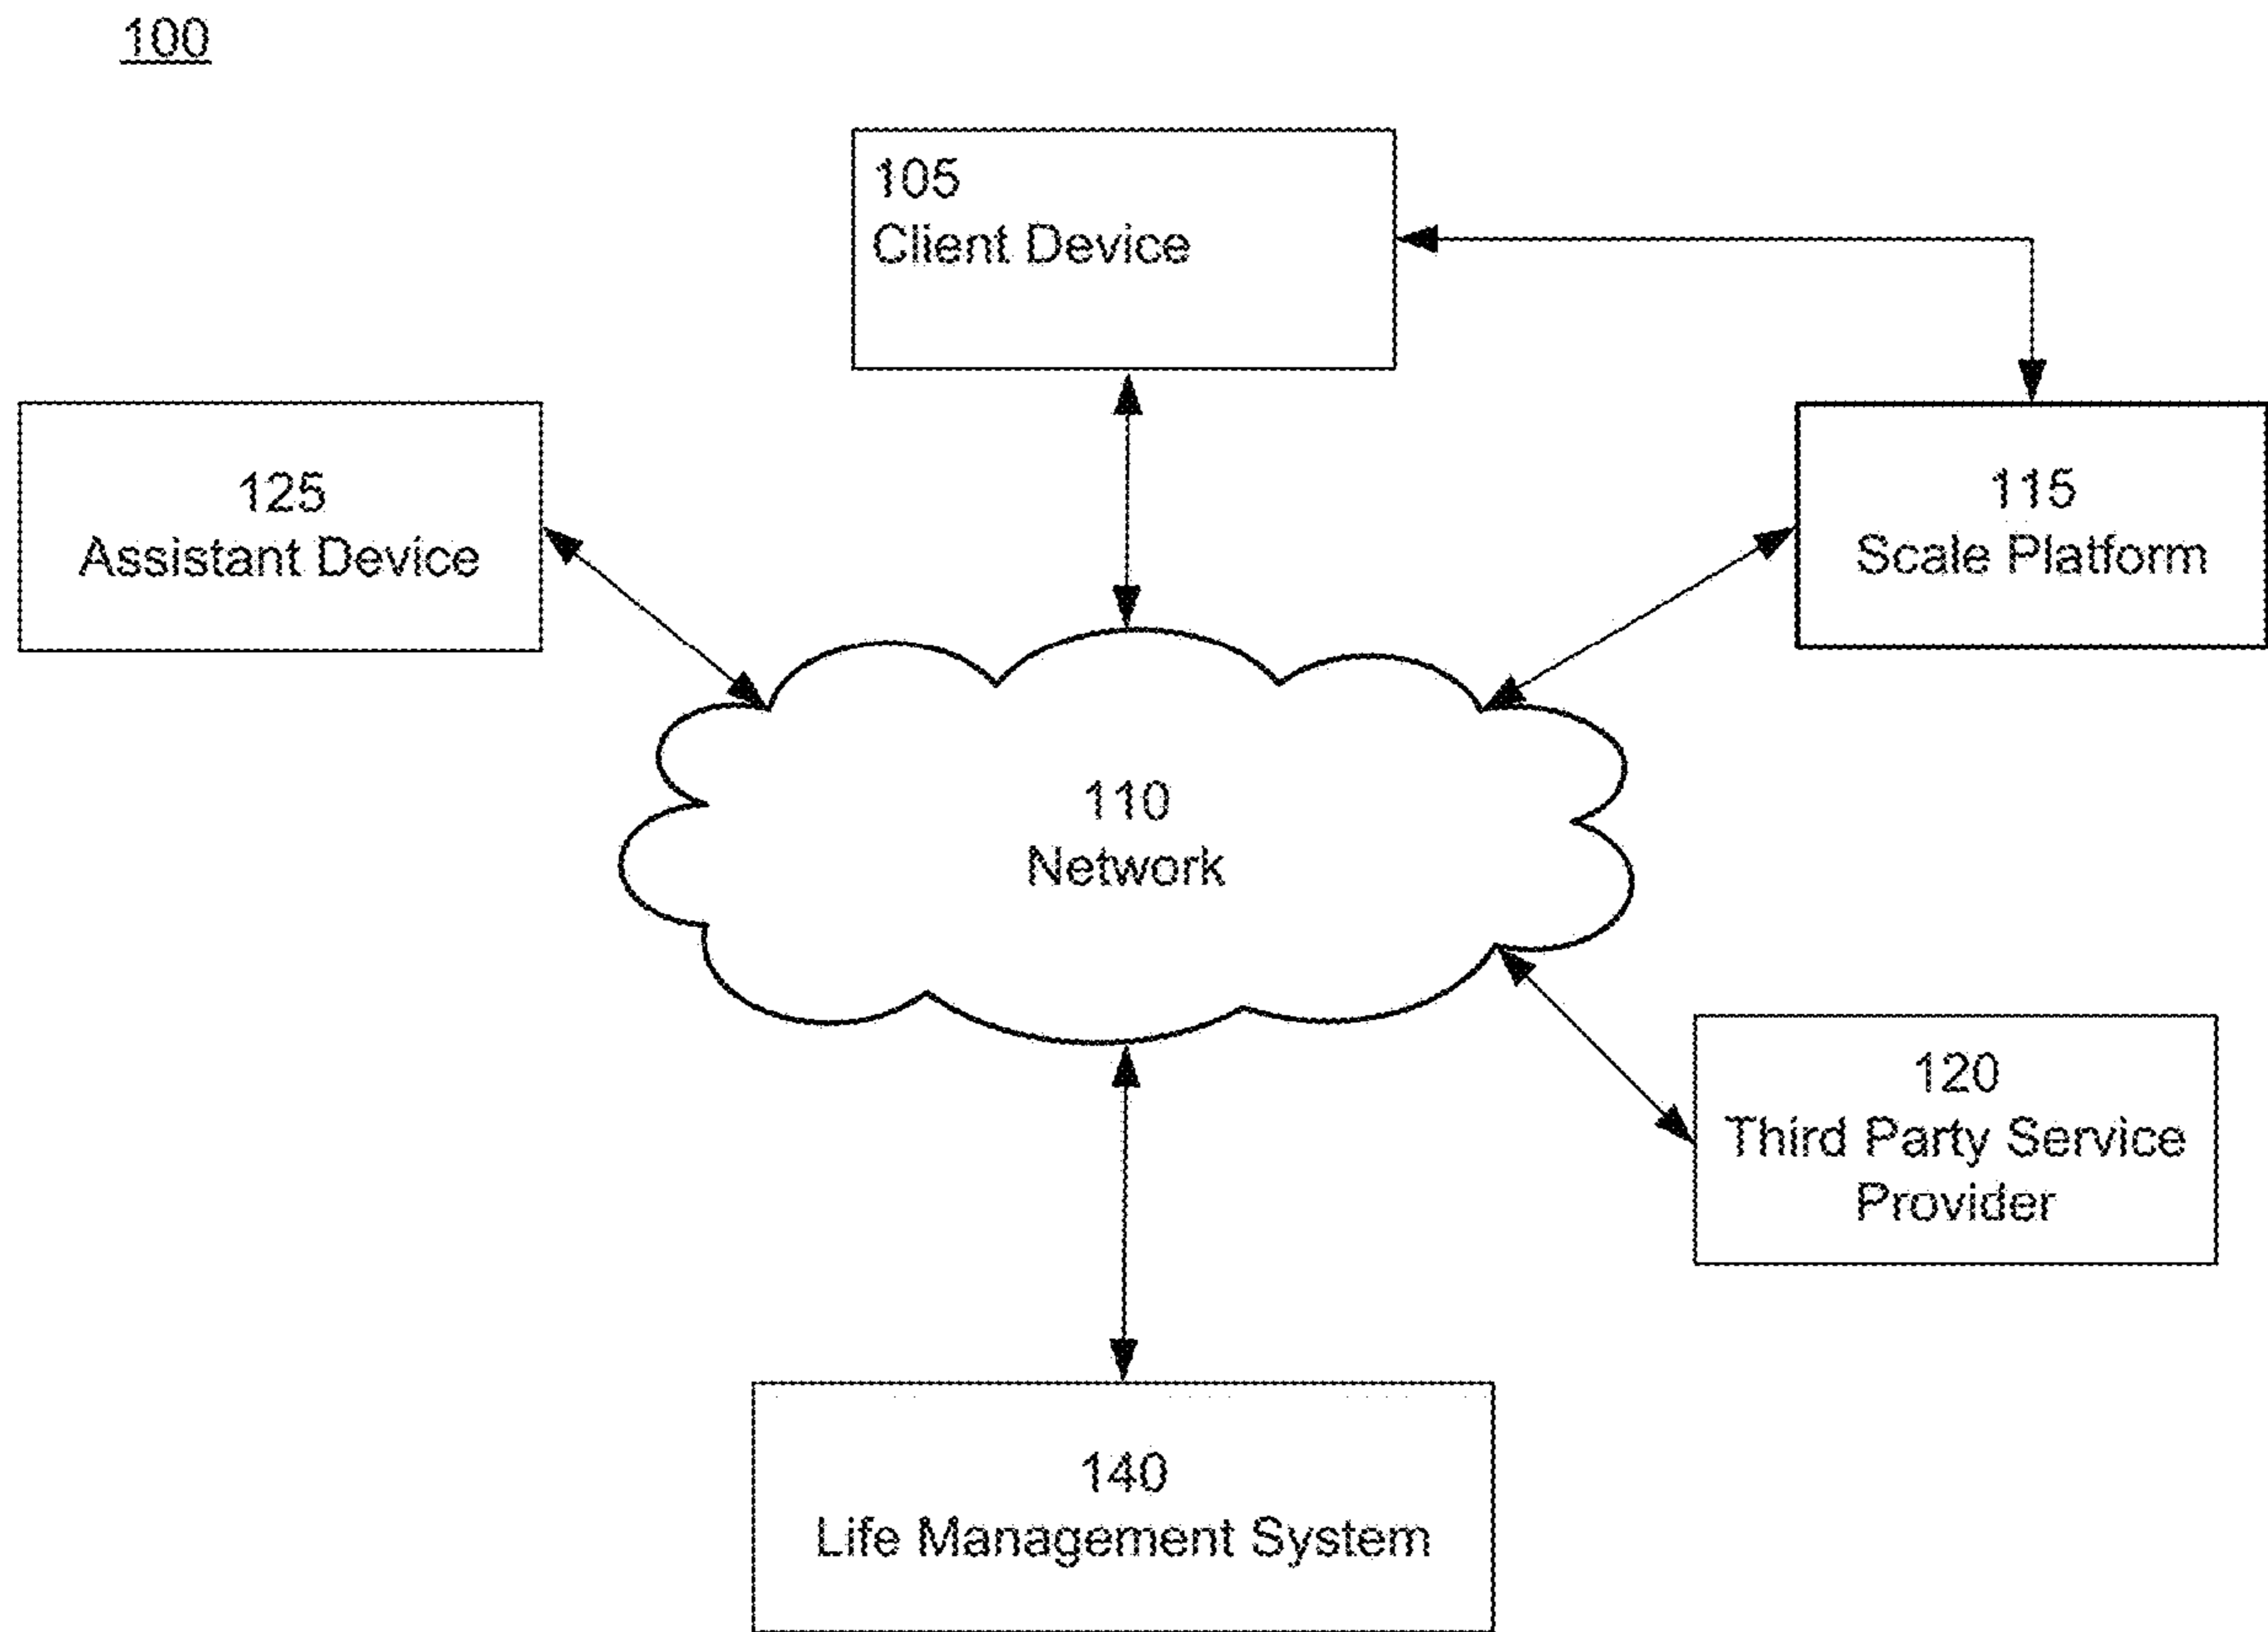 100
105
Client Device
125
Assistant Device
115
Scale Platform
110
Network
120
Third Party Service
Provider
140
Life Management System